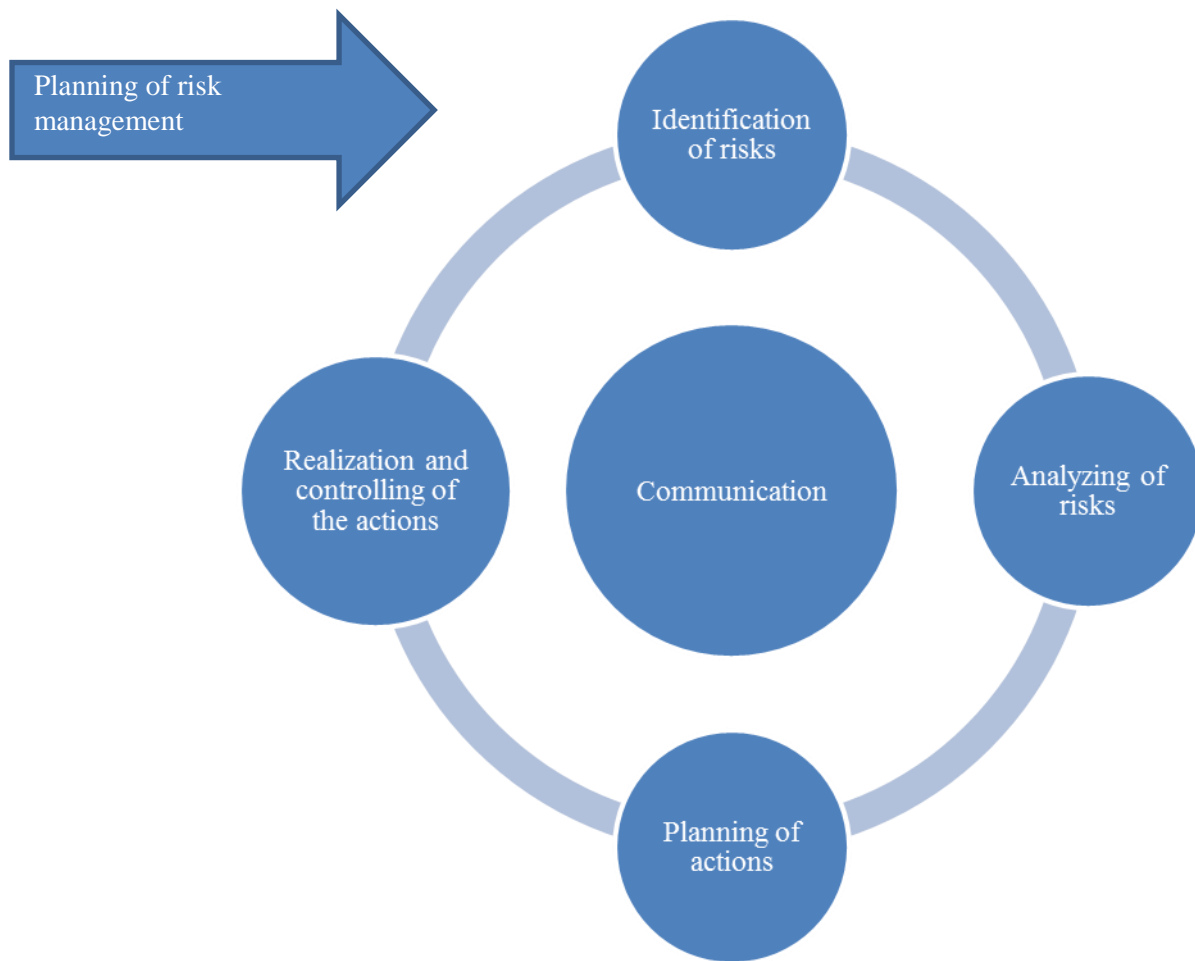 Planning of risk
management
Identification
of risks
Realization and
controlling of
the actions
Communication
Analyzing of
risks
Planning of
actions